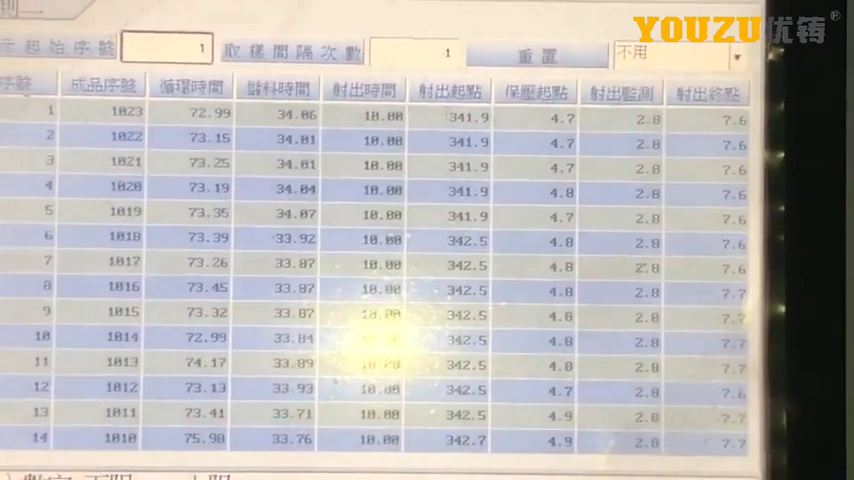 YOUZU优铸®
示起始序號 1 取樣間隔次數 1 重置 不用
序號 成品序號 循環時間 儲料時間 射出時間 射出起點 保壓起點 射出監測 射出終點
1 1023 72.99 34.06 10.00 341.9 4.7 2.8 7.6
2 1022 73.15 34.01 10.00 341.9 4.7 2.8 7.6
3 1021 73.25 34.01 10.00 341.9 4.7 2.8 7.6
4 1020 73.19 34.04 10.00 341.9 4.8 2.8 7.6
5 1019 73.35 34.07 10.00 341.9 4.7 2.8 7.6
6 1018 73.39 33.92 10.00 342.5 4.8 2.8 7.6
7 1017 73.26 33.87 10.00 342.5 4.8 2.8 7.6
8 1016 73.45 33.87 10.00 342.5 4.8 2.8 7.7
9 1015 73.32 33.87 10.00 342.5 4.8 2.8 7.7
10 1014 72.99 33.84 342.5 4.8 2.8 7.7
11 1013 74.17 33.89 10.00 342.5 4.8 2.8 7.7
12 1012 73.13 33.93 10.00 342.5 4.7 2.8 7.6
13 1011 73.41 33.71 10.00 342.5 4.9 2.8 7.7
14 1010 75.98 33.76 10.00 342.7 4.9 2.8 7.7